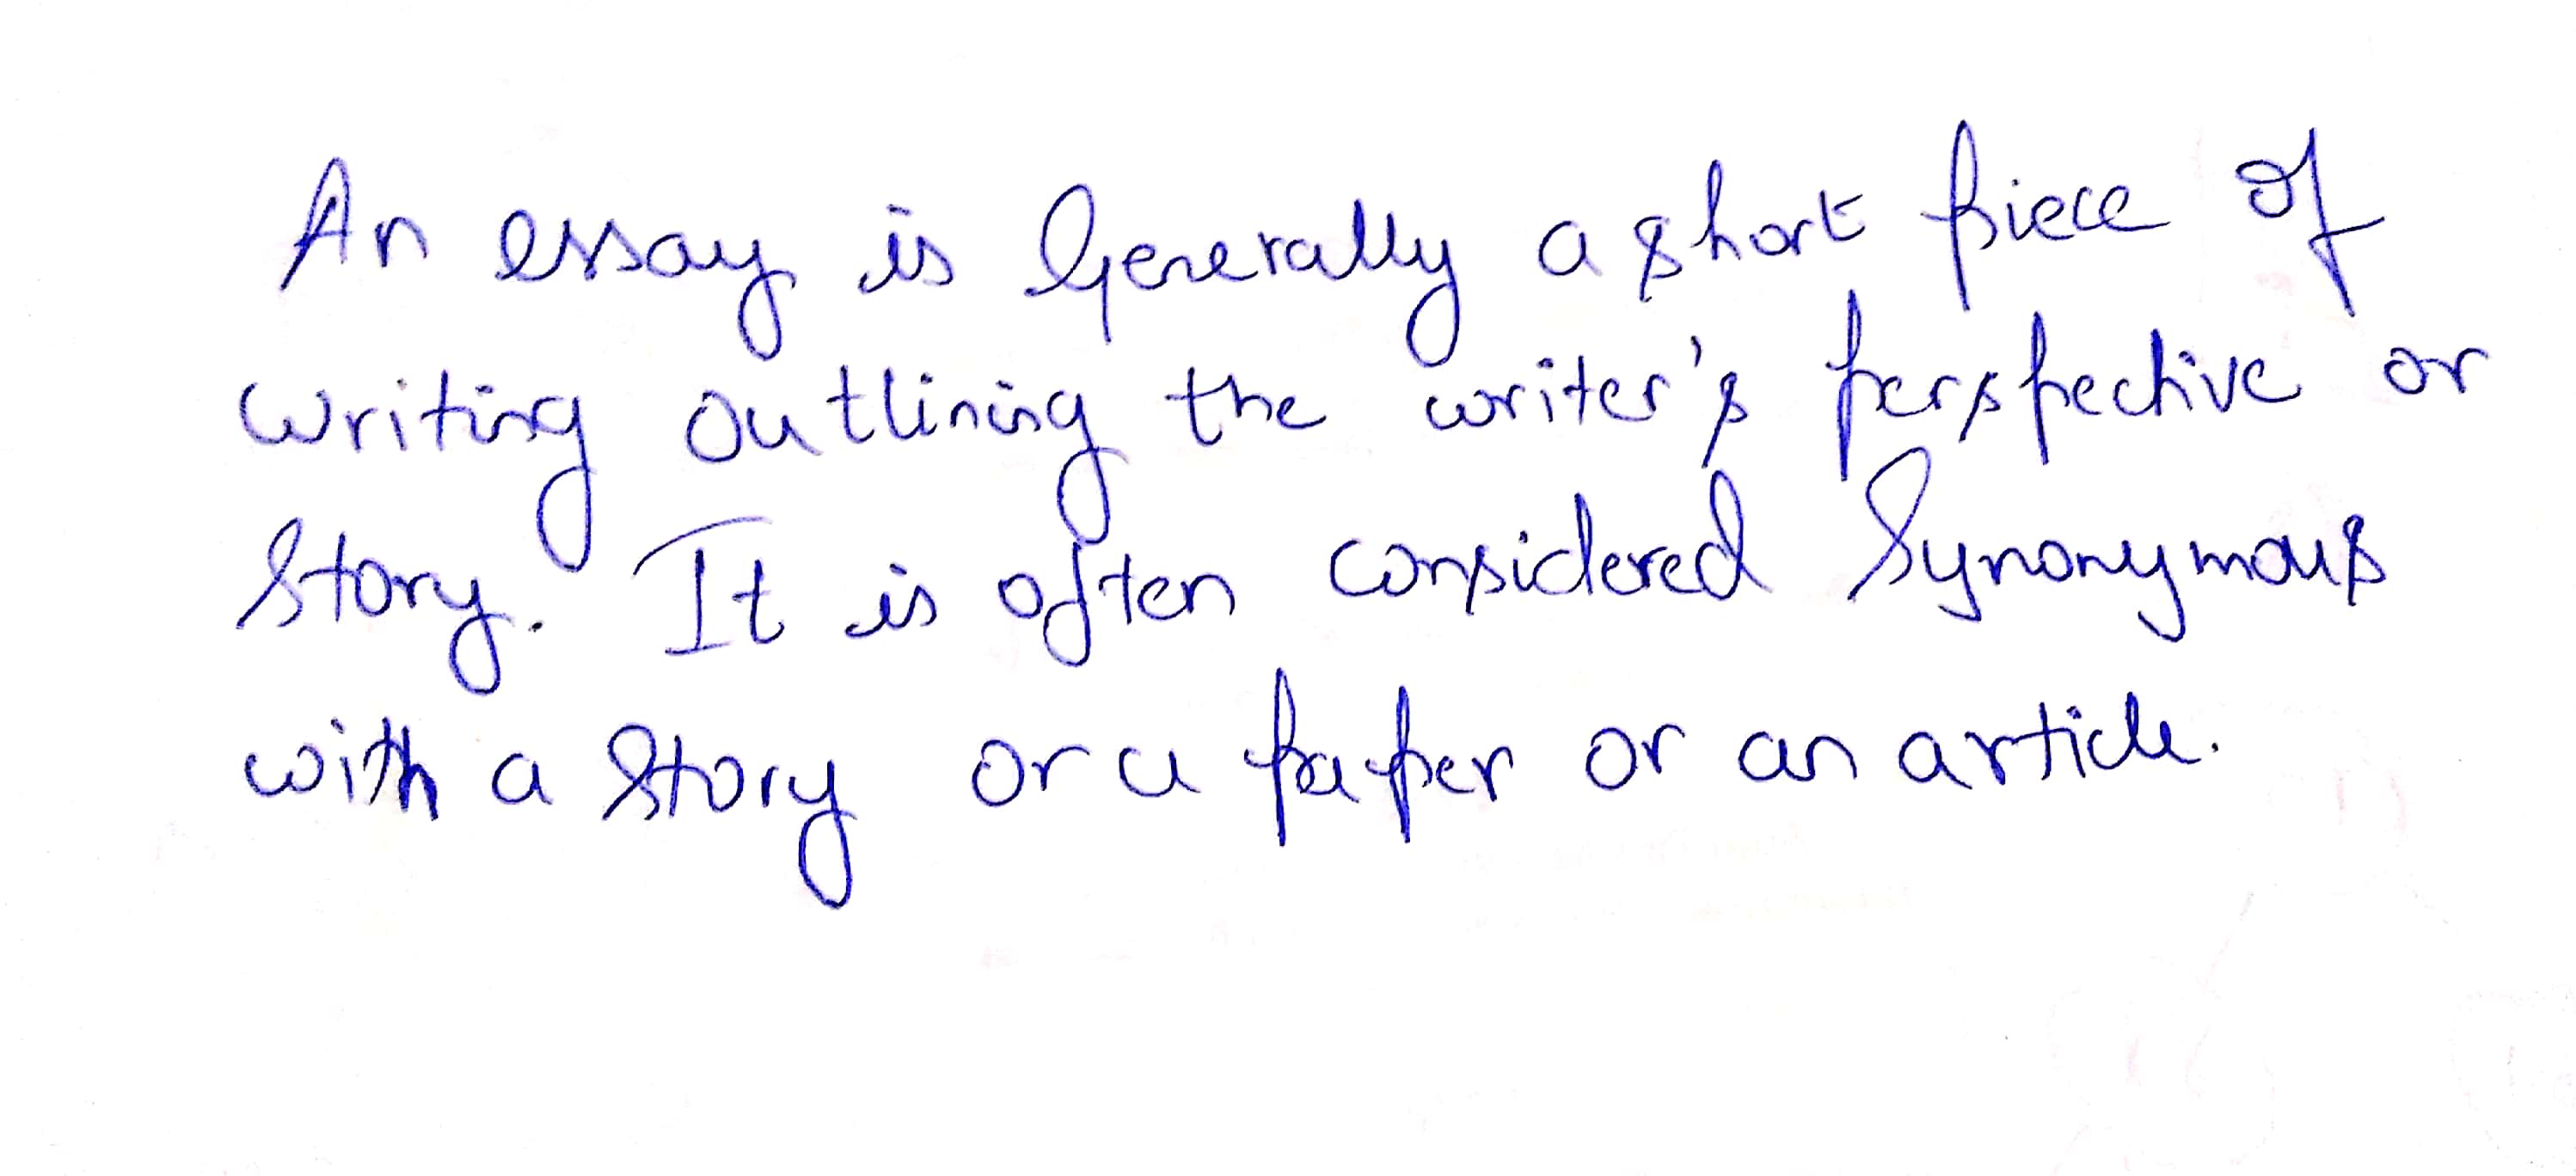 An essay is Generally a short piece of
writing outlining the writer's perspective or
Story. It is often considered Synonymous
with a Story or a paper or an article.